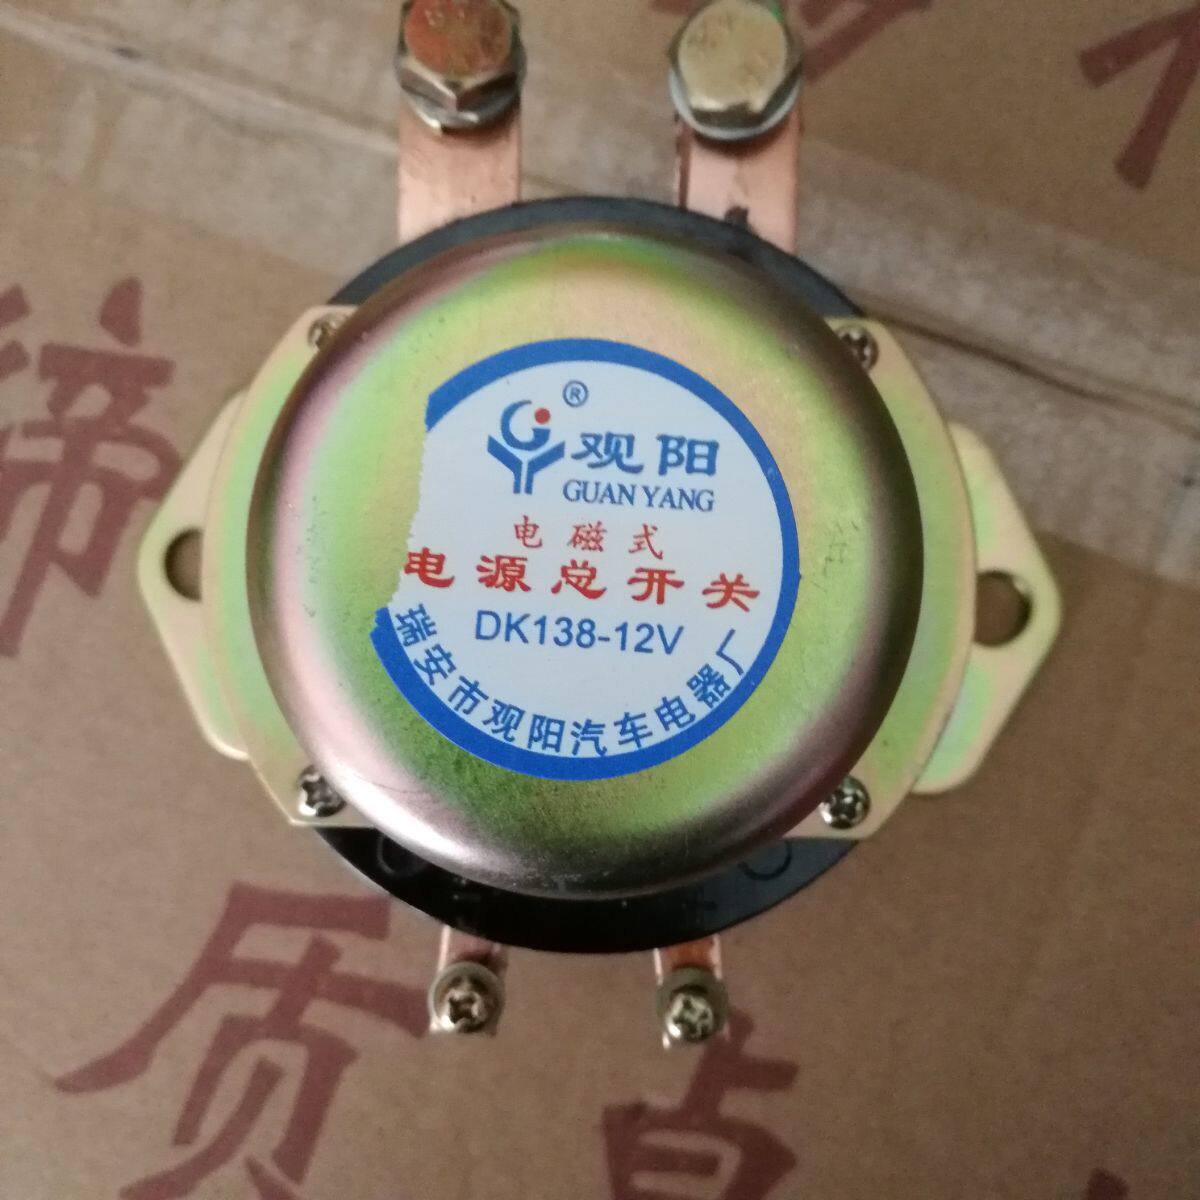 ®
观阳
GUAN YANG
电磁式
电源总开关
DK138-12V
瑞安市观阳汽车电器厂
质